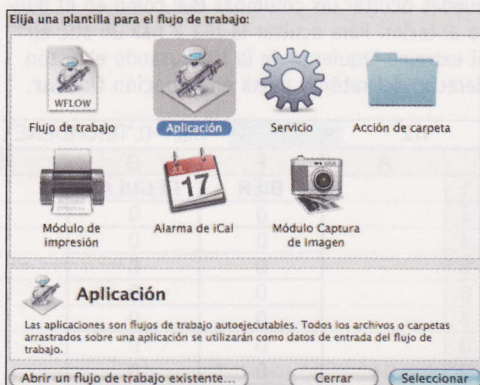 Elija una plantilla para el flujo de trabajo:
WFLOW
Flujo de trabajo
Aplicación
Servicio
Acción de carpeta
JUL
17
Módulo de
impresión
Alarma de iCal
Módulo Captura
de imagen
Aplicación
Las aplicaciones son flujos de trabajo autoejecutables. Todos los archivos o carpetas
arrastrados sobre una aplicación se utilizarán como datos de entrada del flujo de
trabajo.
Abrir un flujo de trabajo existente...
Cerrar
Seleccionar